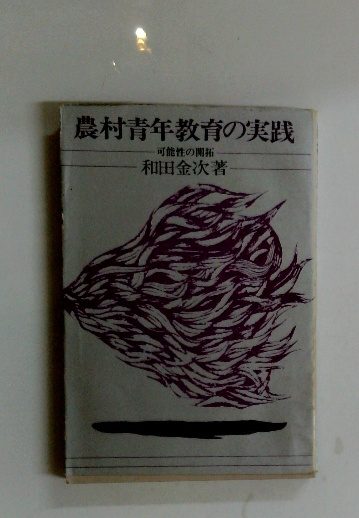 農村青年教育の実践
可能性の開拓
和田金次著